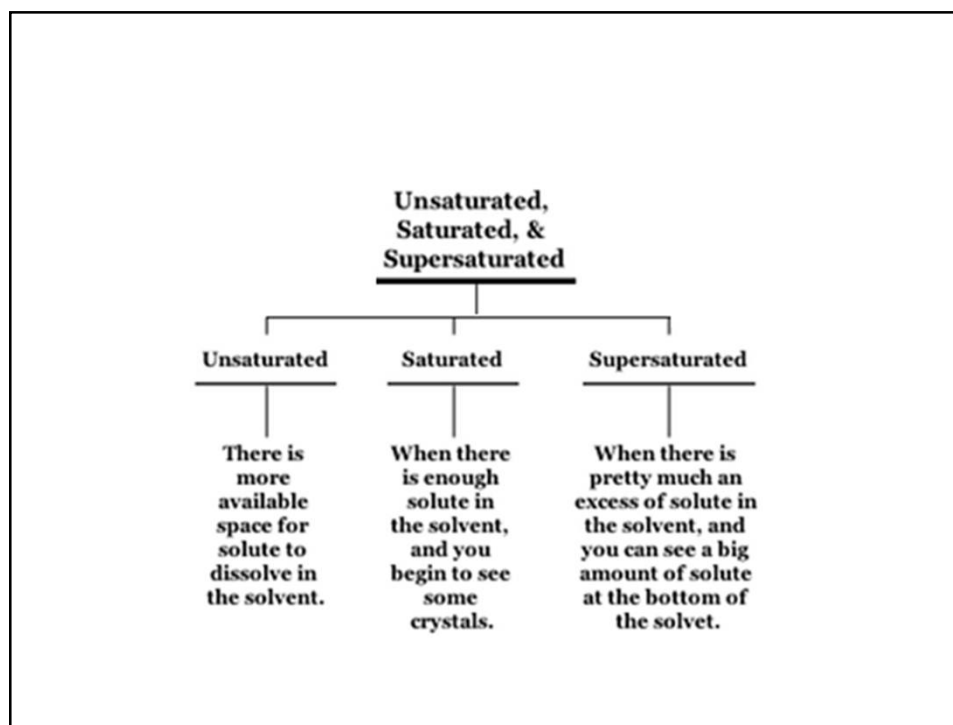 Unsaturated,
Saturated, &
Supersaturated
Unsaturated
Saturated
Supersaturated
There is
more
available
space for
solute to
dissolve in
the solvent.
When there
is enough
solute in
the solvent,
and you
begin to see
some
crystals.
When there is
pretty much an
excess of solute in
the solvent, and
you can see a big
amount of solute
at the bottom of
the solvet.